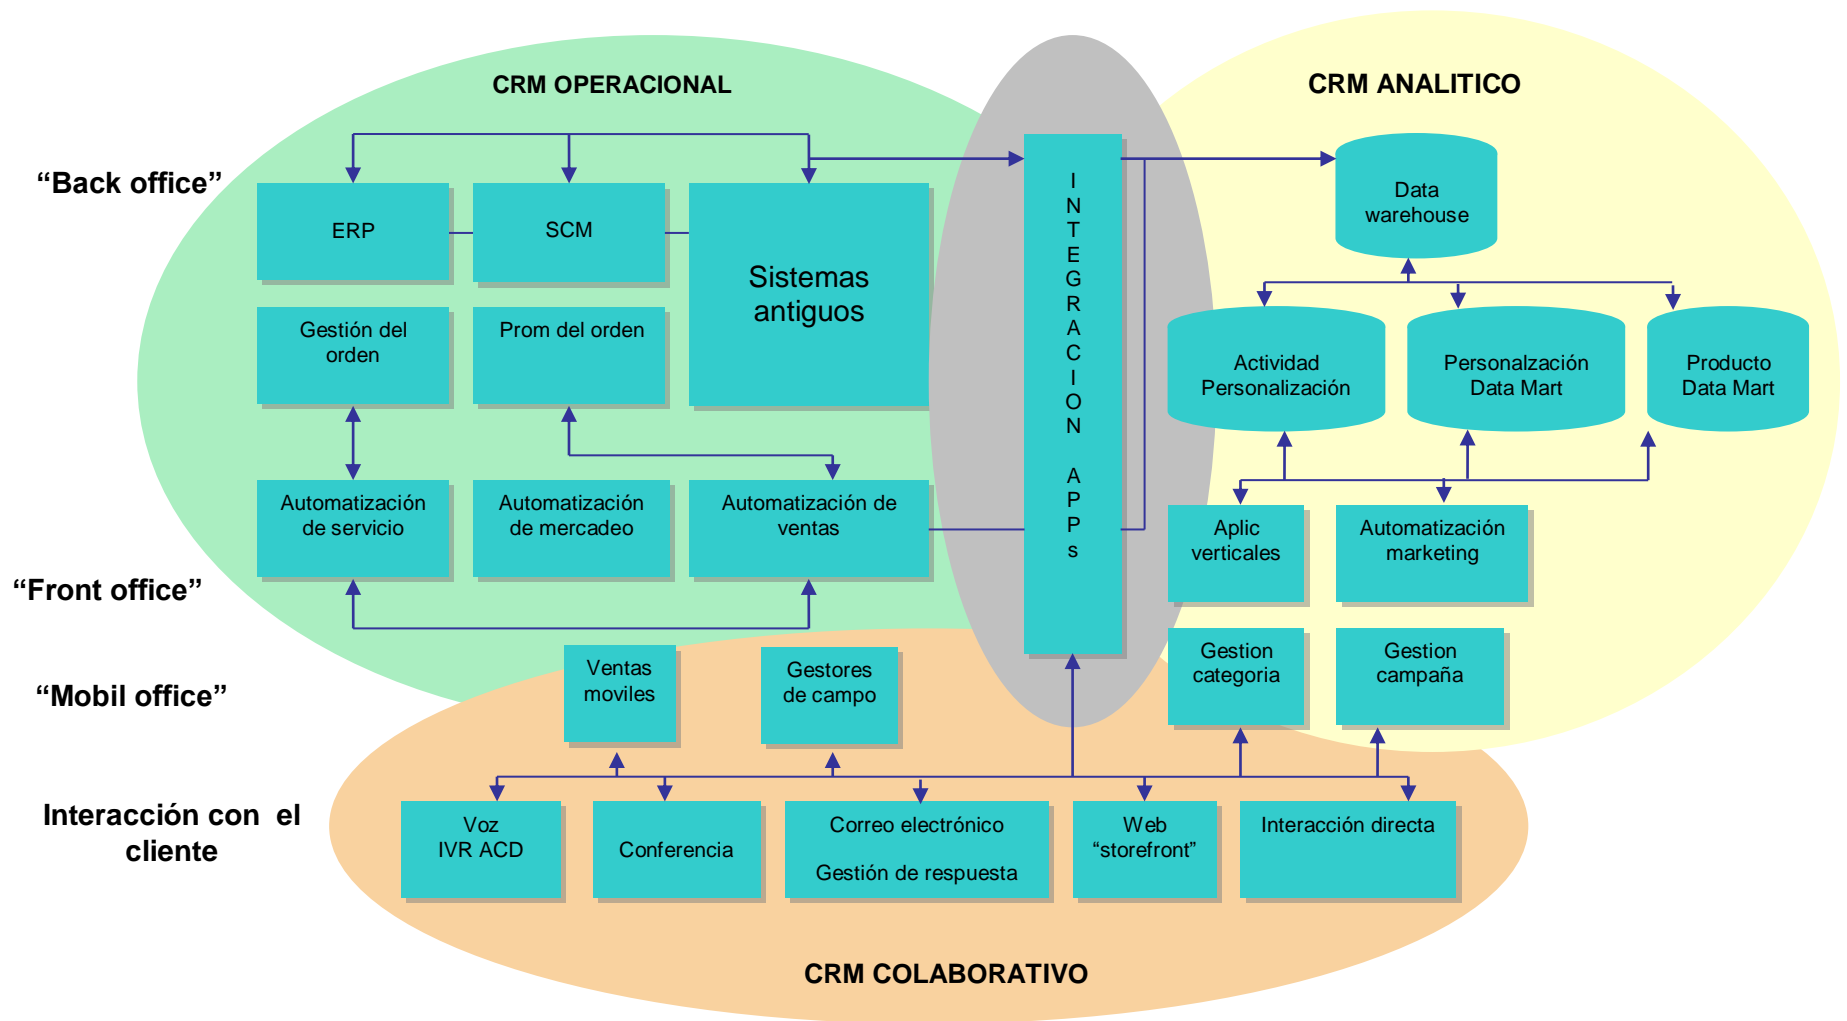 CRM OPERACIONAL
CRM ANALITICO
“Back office”
ERP
SCM
Sistemas
antiguos
INTEGRACION APPs
Data
warehouse
Gestión del
orden
Prom del orden
Actividad
Personalización
Personalzación
Data Mart
Producto
Data Mart
Automatización
de servicio
Automatización
de mercadeo
Automatización de
ventas
Aplic
verticales
Automatización
marketing
“Front office”
“Mobil office”
Ventas
moviles
Gestores
de campo
Gestion
categoria
Gestion
campaña
Interacción con  el
cliente
Voz
IVR ACD
Conferencia
Correo electrónico
Gestión de respuesta
Web
“storefront”
Interacción directa
CRM COLABORATIVO